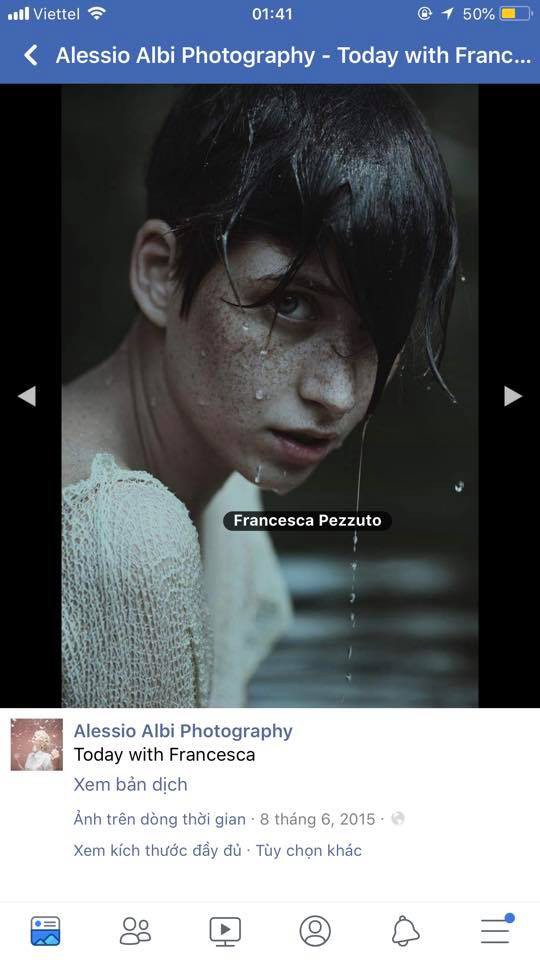 Viettel 01:41 50%
Alessio Albi Photography - Today with Franc...
Francesca Pezzuto
Alessio Albi Photography
Today with Francesca
Xem bản dịch
Ảnh trên dòng thời gian · 8 tháng 6, 2015 ·
Xem kích thước đầy đủ · Tùy chọn khác